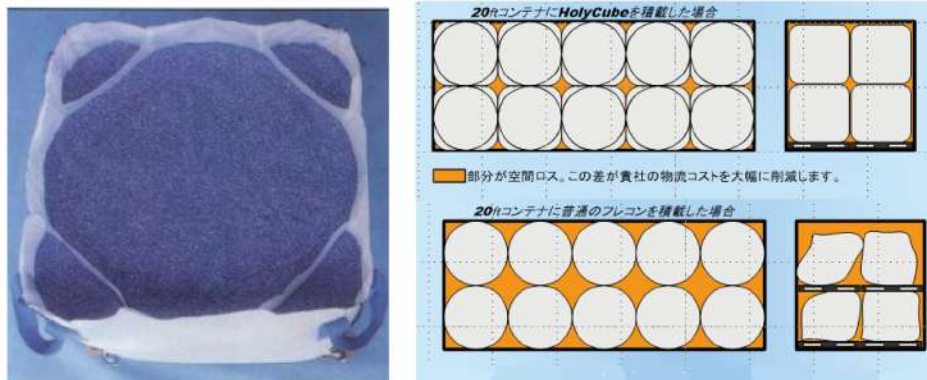 20ftコンテナにHolyCubeを積載した場合
部分が空間ロス。この差が貴社の物流コストを大幅に削減します。
20ftコンテナに普通のフレコンを積載した場合